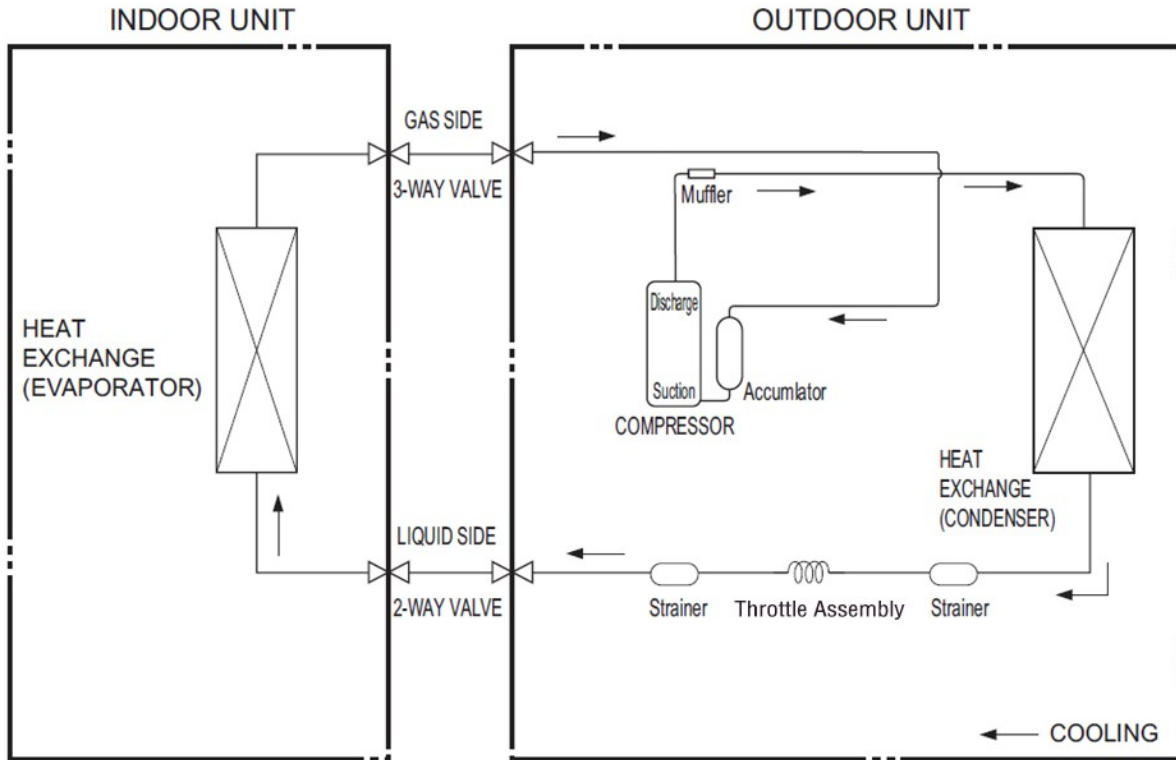 INDOOR UNIT
OUTDOOR UNIT
GAS SIDE
3-WAY VALVE
Muffler
Discharge
Suction
Accumlator
COMPRESSOR
HEAT
EXCHANGE
(EVAPORATOR)
HEAT
EXCHANGE
(CONDENSER)
LIQUID SIDE
2-WAY VALVE
Strainer
Throttle Assembly
Strainer
COOLING